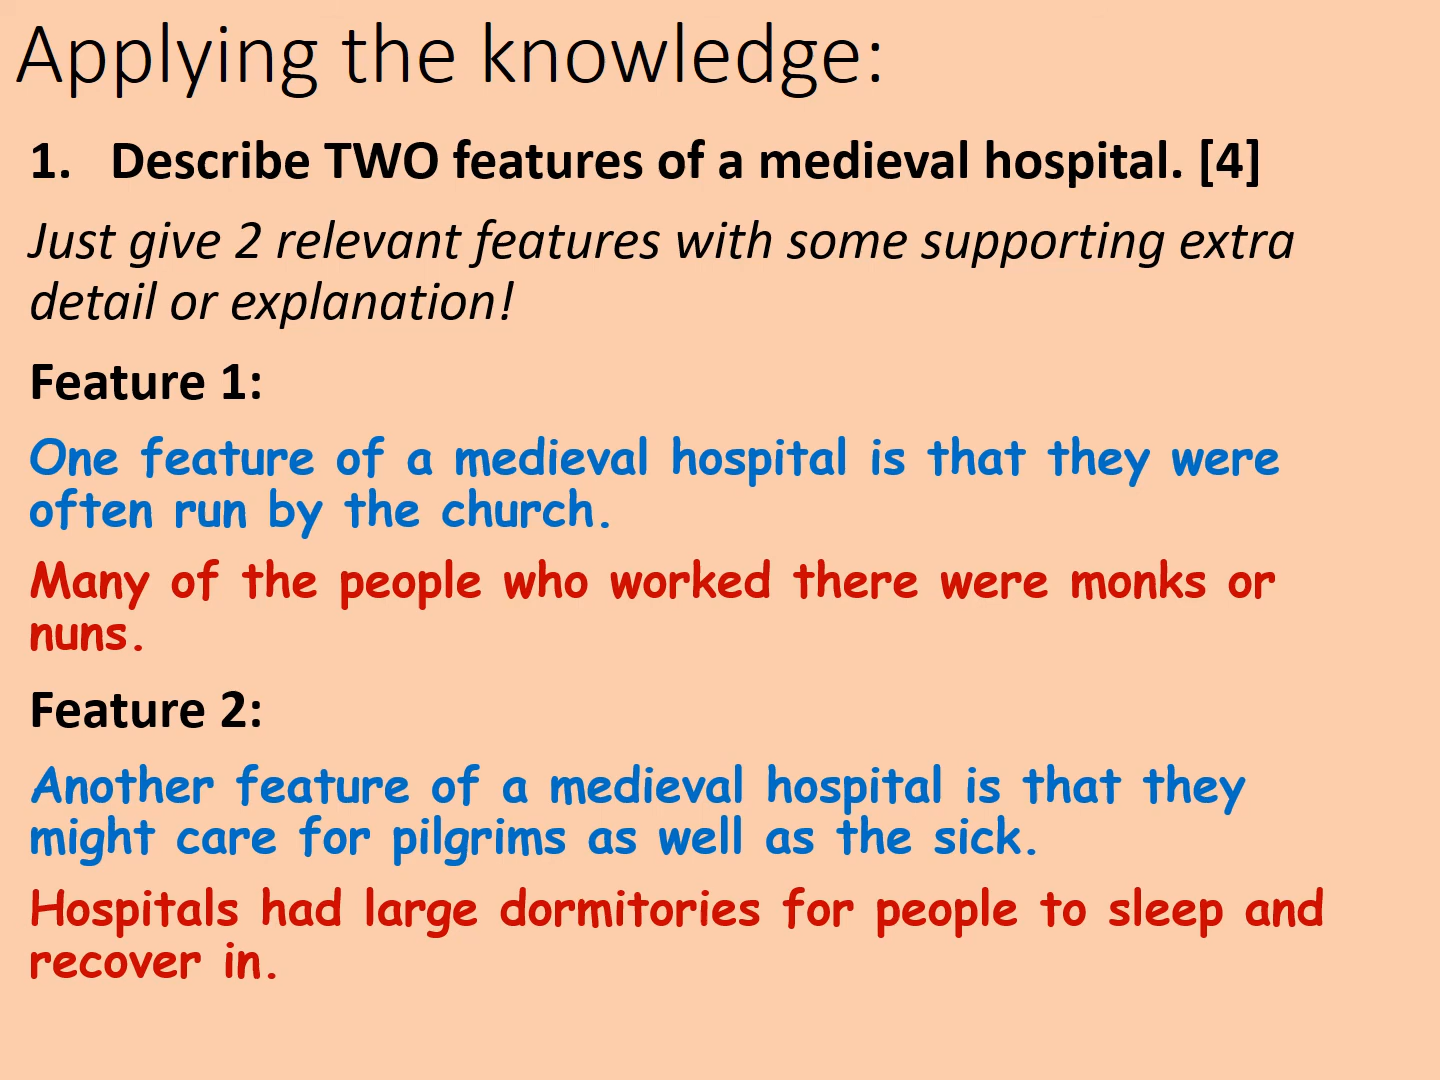 Applying the knowledge:
1. Describe TWO features of a medieval hospital. [4]
Just give 2 relevant features with some supporting extra
detail or explanation!
Feature 1:
One feature of a medieval hospital is that they were
often run by the church.
Many of the people who worked there were monks or
nuns.
Feature 2:
Another feature of a medieval hospital is that they
might care for pilgrims as well as the sick.
Hospitals had large dormitories for people to sleep and
recover in.